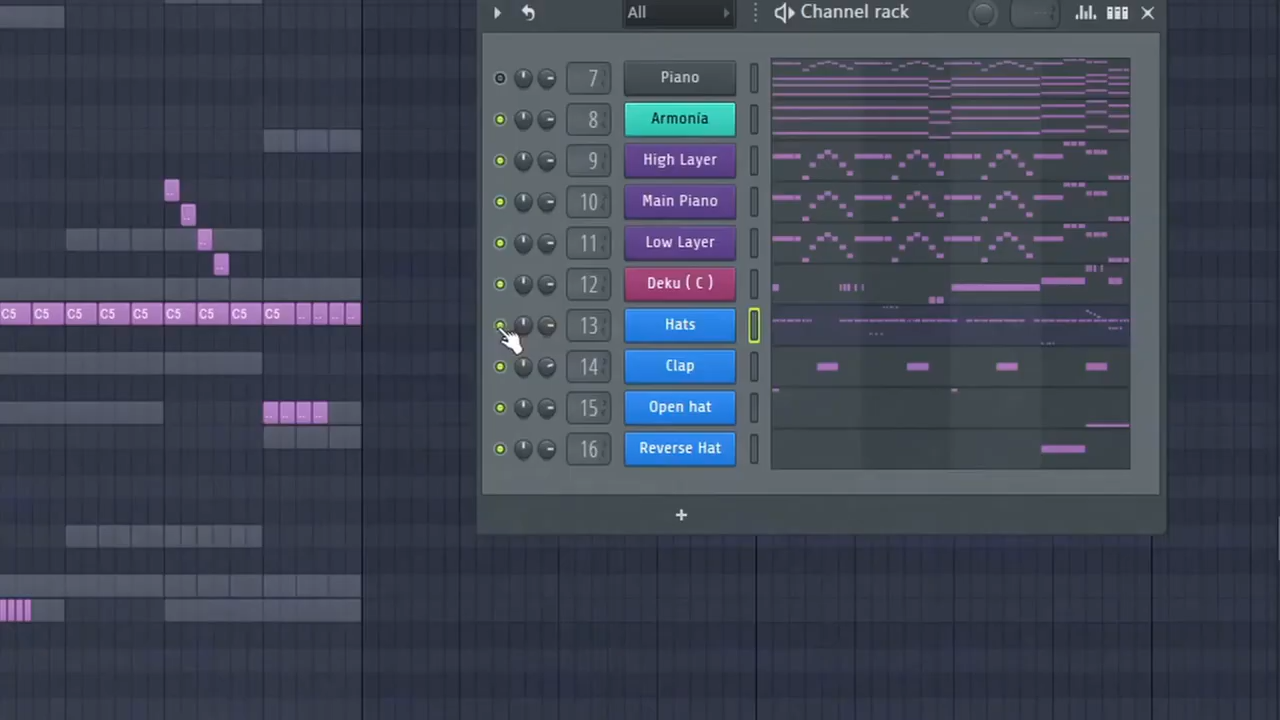 All
Channel rack
7 Piano
8 Armonía
9 High Layer
10 Main Piano
11 Low Layer
12 Deku ( C )
13 Hats
14 Clap
15 Open hat
16 Reverse Hat
+
C5 C5 C5 C5 C5 C5 C5 C5 C5